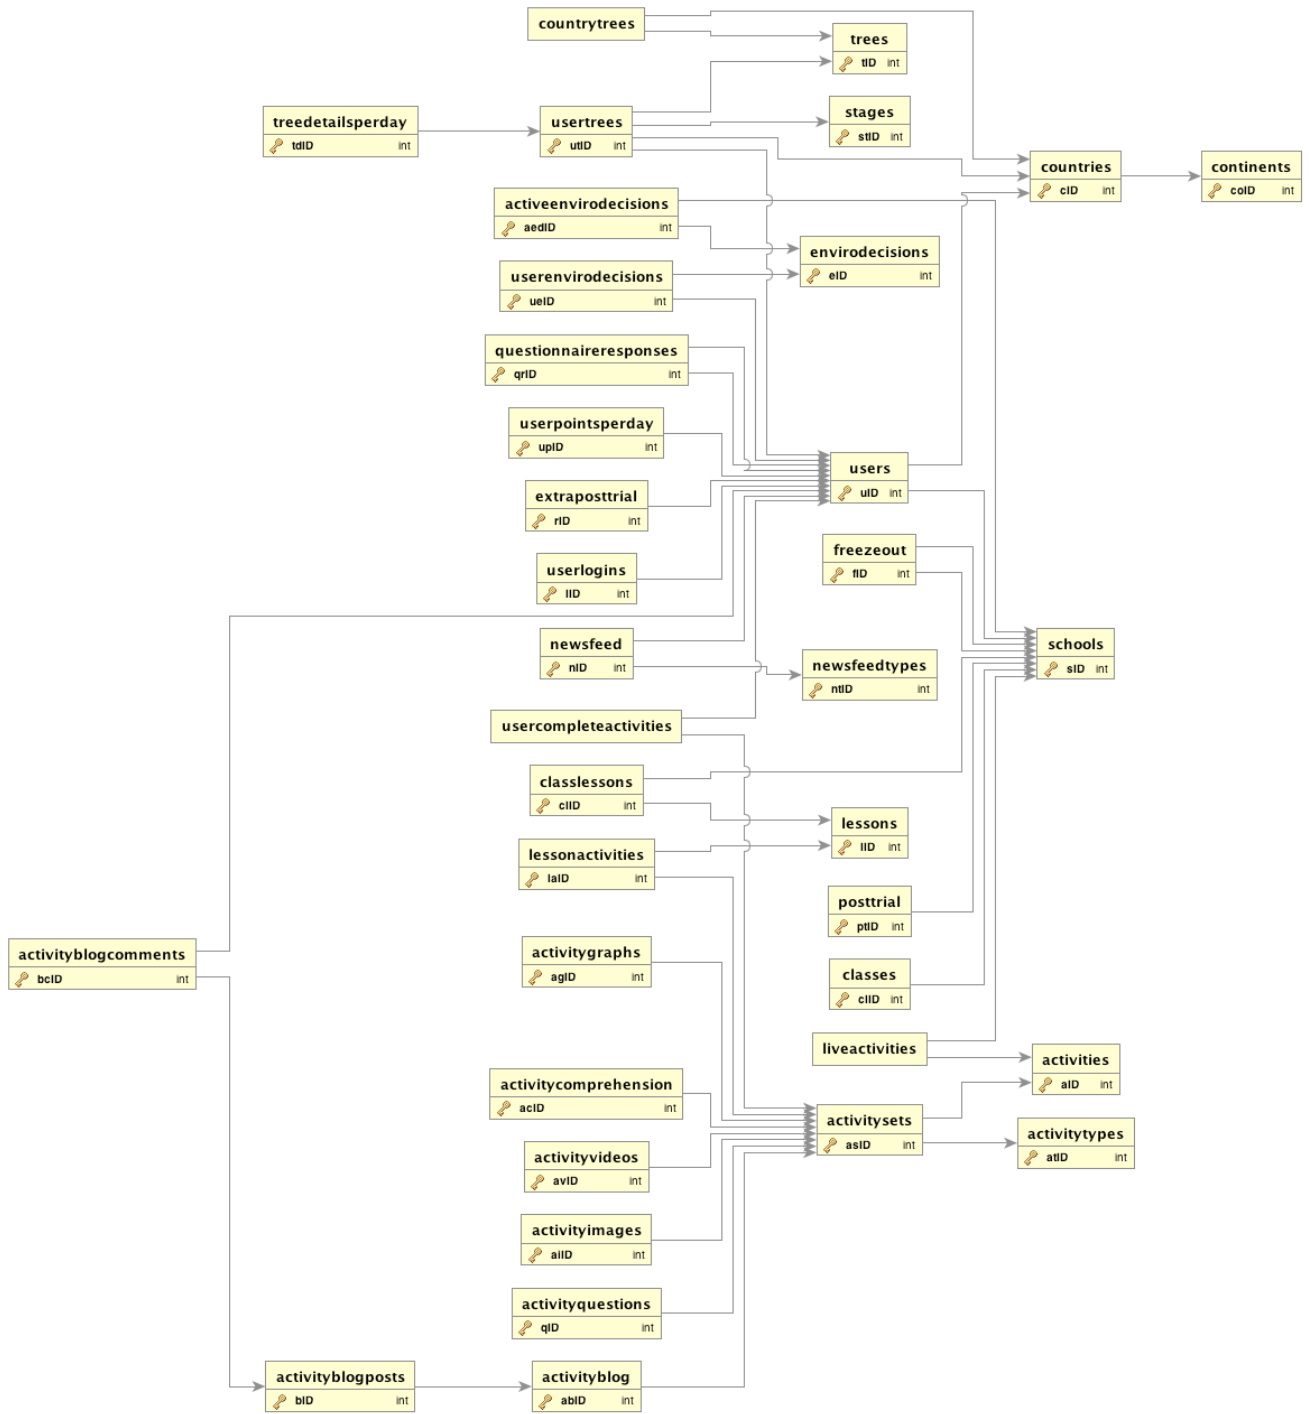 countrytrees
trees
tID int
treedetailsperday
tdID int
usertrees
utID int
stages
stID int
countries
cID int
continents
coID int
activeenvirodecisions
aedID int
envirodecisions
eID int
userenvirodecisions
ueID int
questionnaireresponses
qrID int
userpointsperday
upID int
users
uID int
extraposttrial
rID int
freezeout
fID int
userlogins
lID int
newsfeed
nID int
schools
sID int
newsfeedtypes
ntID int
usercompleteactivities
classlessons
clID int
lessons
lID int
lessonactivities
laID int
posttrial
ptID int
activityblogcomments
bcID int
activitygraphs
agID int
classes
clID int
liveactivities
activities
aID int
activitycomprehension
acID int
activitysets
asID int
activitytypes
atID int
activityvideos
avID int
activityimages
aiID int
activityquestions
qID int
activityblogposts
bID int
activityblog
abID int